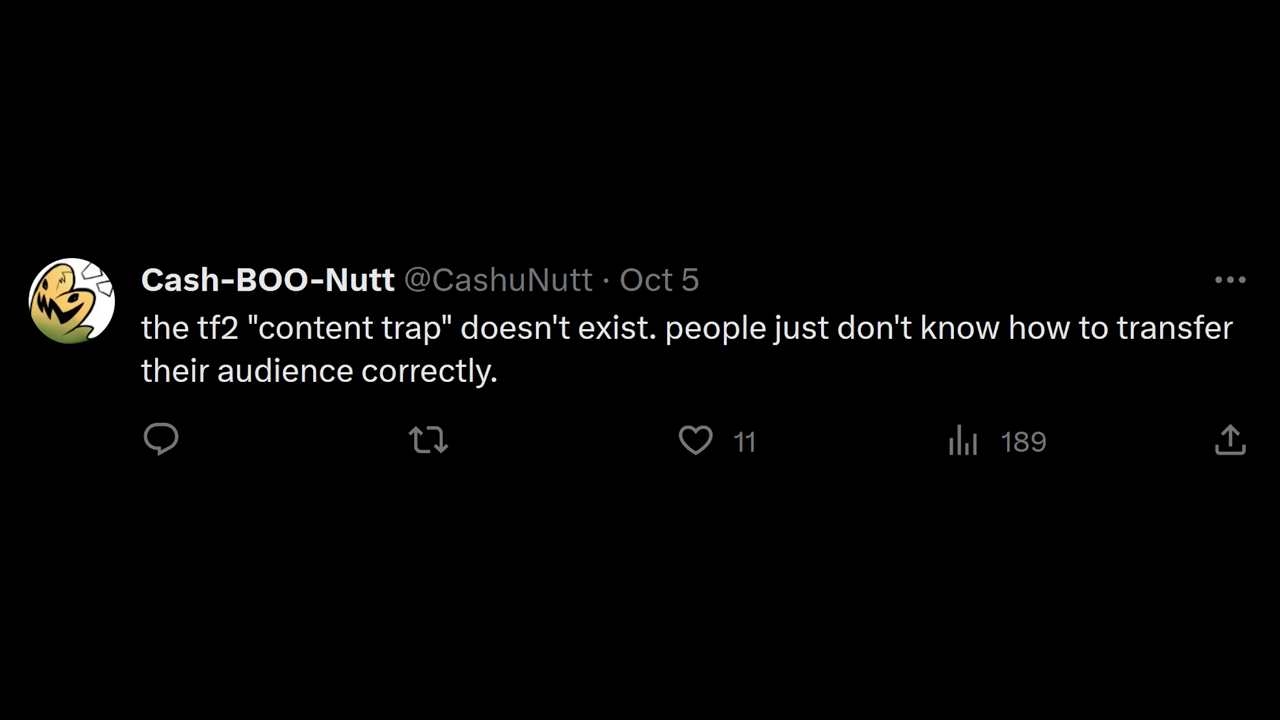 Cash-BOO-Nutt @CashuNutt · Oct 5
the tf2 "content trap" doesn't exist. people just don't know how to transfer
their audience correctly.
11 189